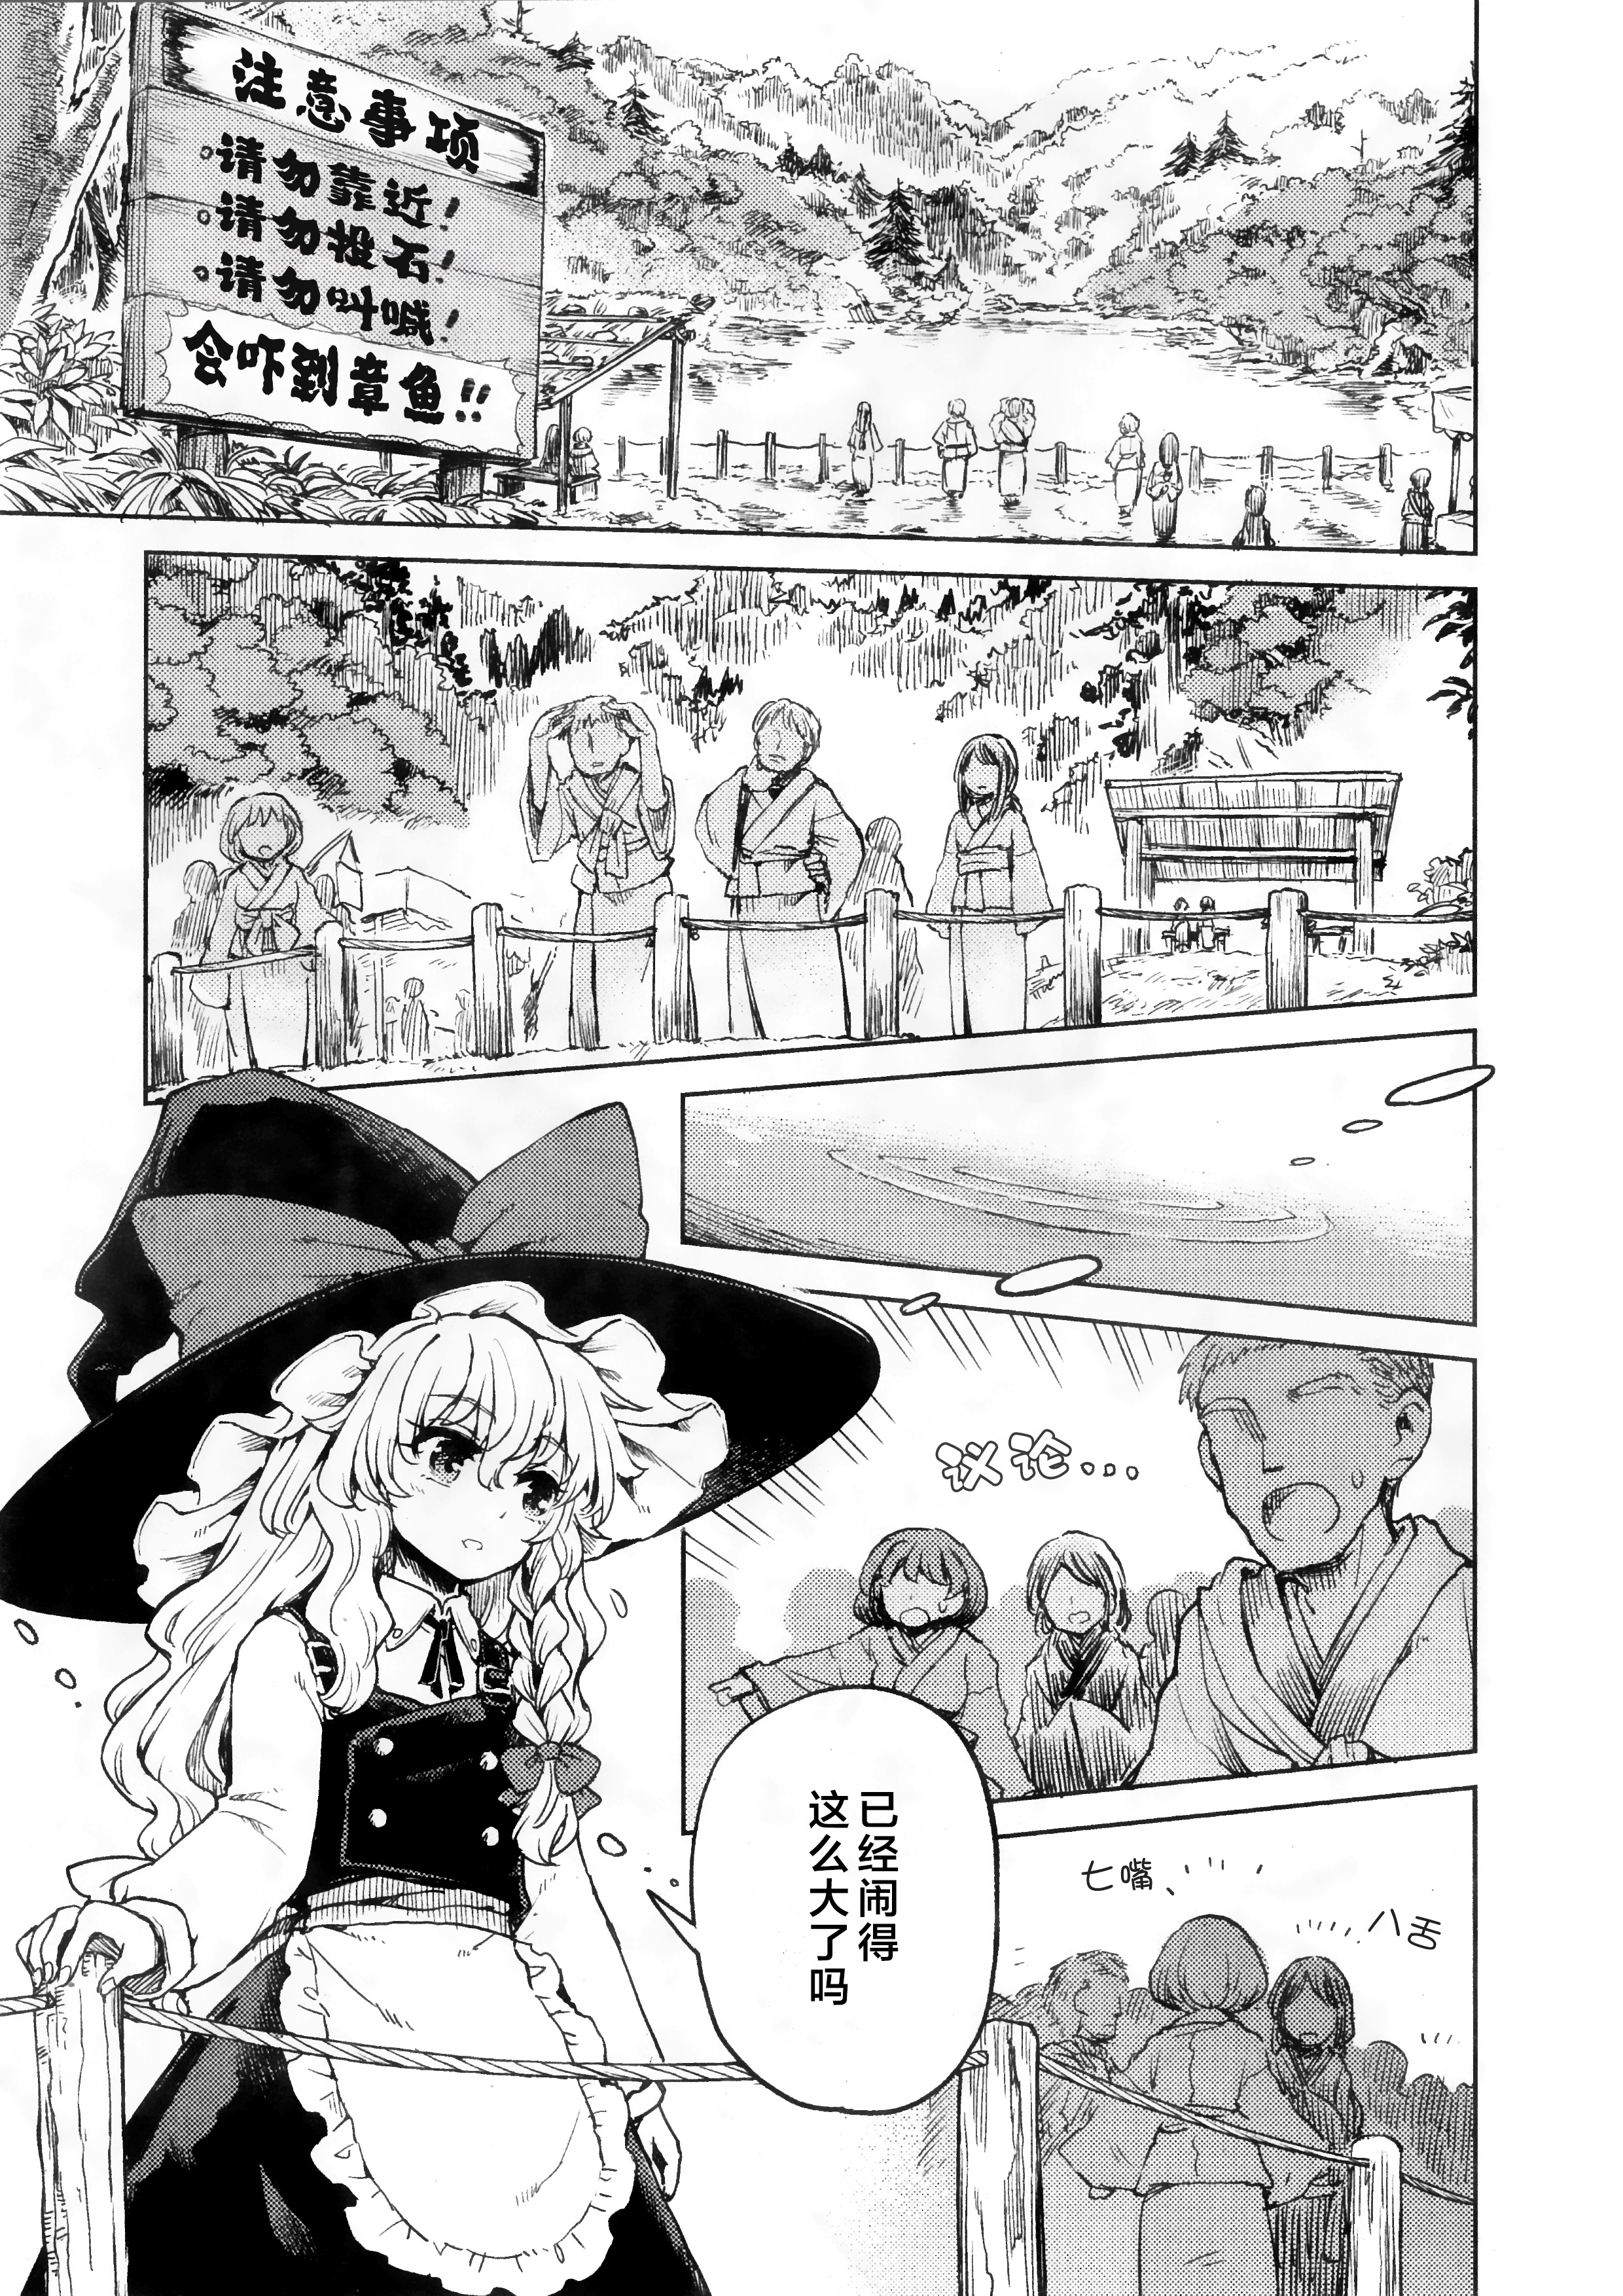 注意事项
。请勿靠近!
。请勿投石!
。请勿叫喊!
会吓到章鱼!!
议论...
已经闹得
这么大了吗
七嘴、
八舌